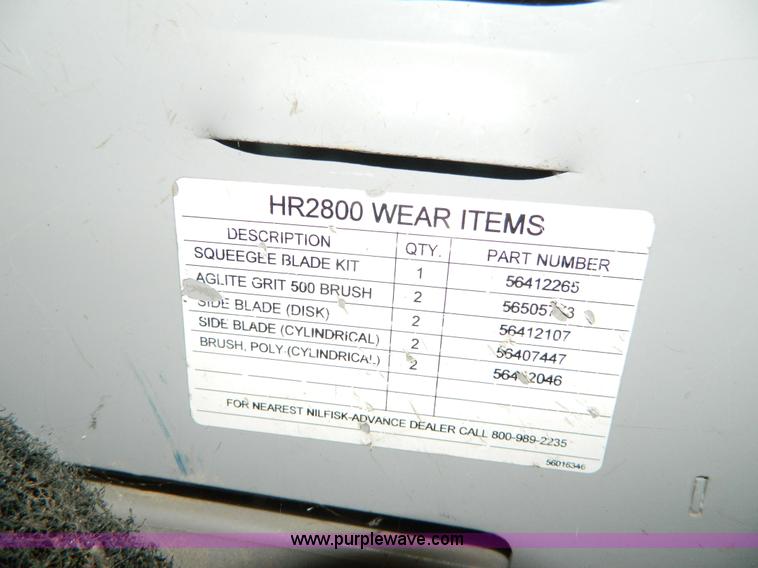 HR2800 WEAR ITEMS
DESCRIPTION QTY. PART NUMBER
SQUEEGEE BLADE KIT 1 56412265
AGLITE GRIT 500 BRUSH 2
SIDE BLADE (DISK) 2 56412107
SIDE BLADE (CYLINDRICAL) 2 56407447
BRUSH, POLY (CYLINDRICAL) 2
FOR NEAREST NILFISK-ADVANCE DEALER CALL 800-989-2235
56016346
www.purplewave.com